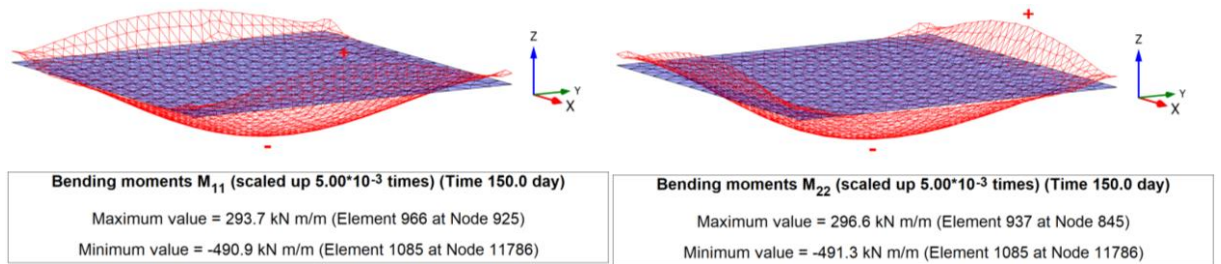 +
-
Z
Y
X
Bending moments M₁₁ (scaled up 5.00*10⁻³ times) (Time 150.0 day)
Maximum value = 293.7 kN m/m (Element 966 at Node 925)
Minimum value = -490.9 kN m/m (Element 1085 at Node 11786)
+
-
Z
Y
X
Bending moments M₂₂ (scaled up 5.00*10⁻³ times) (Time 150.0 day)
Maximum value = 296.6 kN m/m (Element 937 at Node 845)
Minimum value = -491.3 kN m/m (Element 1085 at Node 11786)